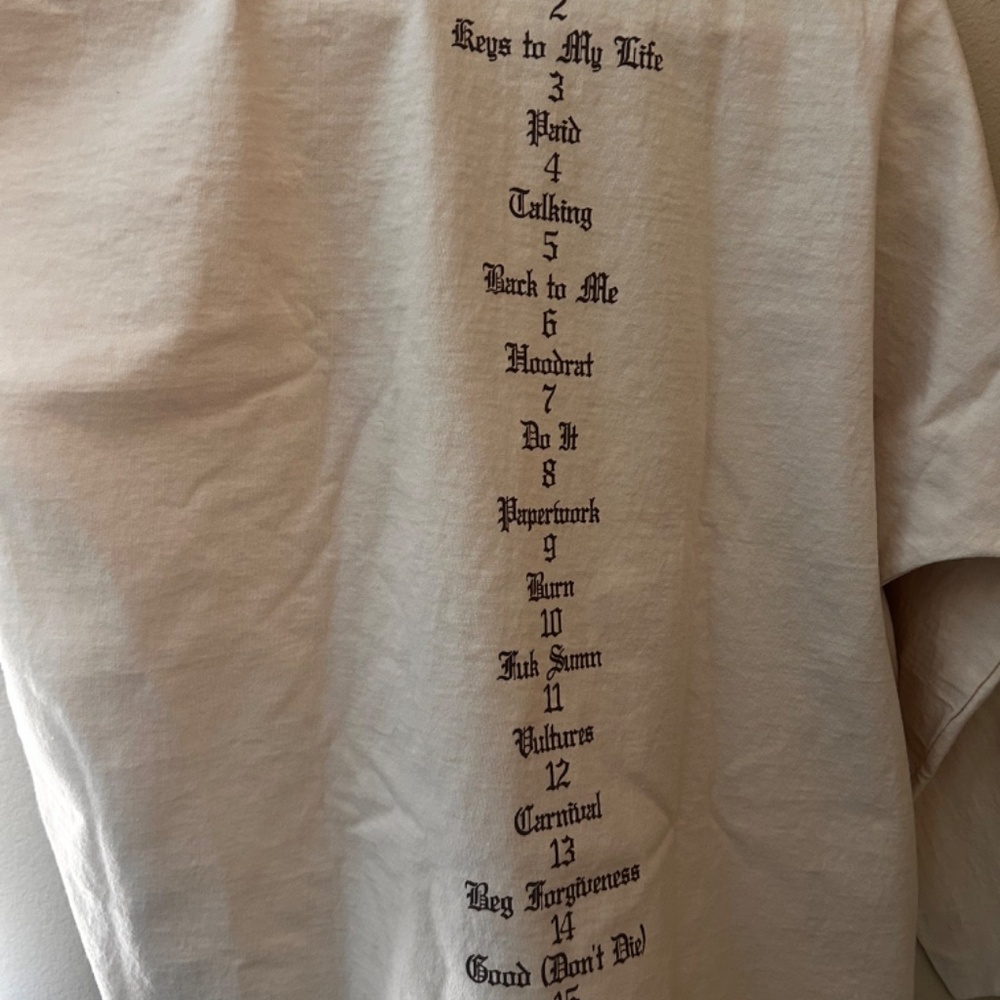 2
Keys to My Life
3
Paid
4
Talking
5
Back to Me
6
Hoodrat
7
Do It
8
Paperwork
9
Burn
10
Fuk Sumn
11
Vultures
12
Carnival
13
Beg Forgiveness
14
Good (Don't Die)
15